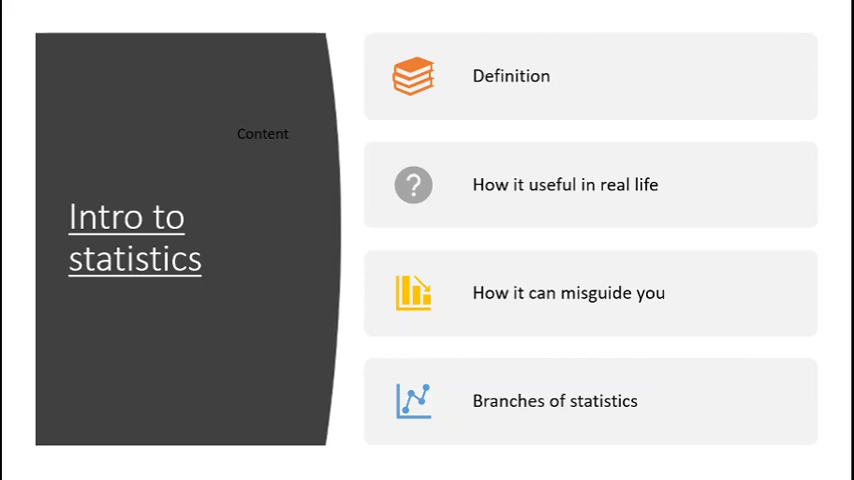 Content
Intro to
statistics
Definition
How it useful in real life
How it can misguide you
Branches of statistics